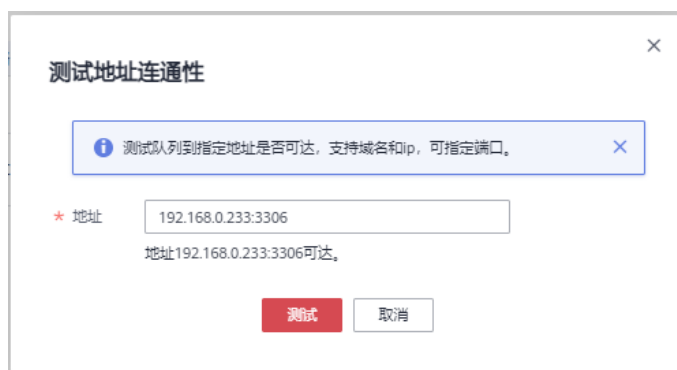 测试地址连通性
测试队列到指定地址是否可达，支持域名和ip，可指定端口。
* 地址 192.168.0.233:3306
地址192.168.0.233:3306可达。
测试 取消